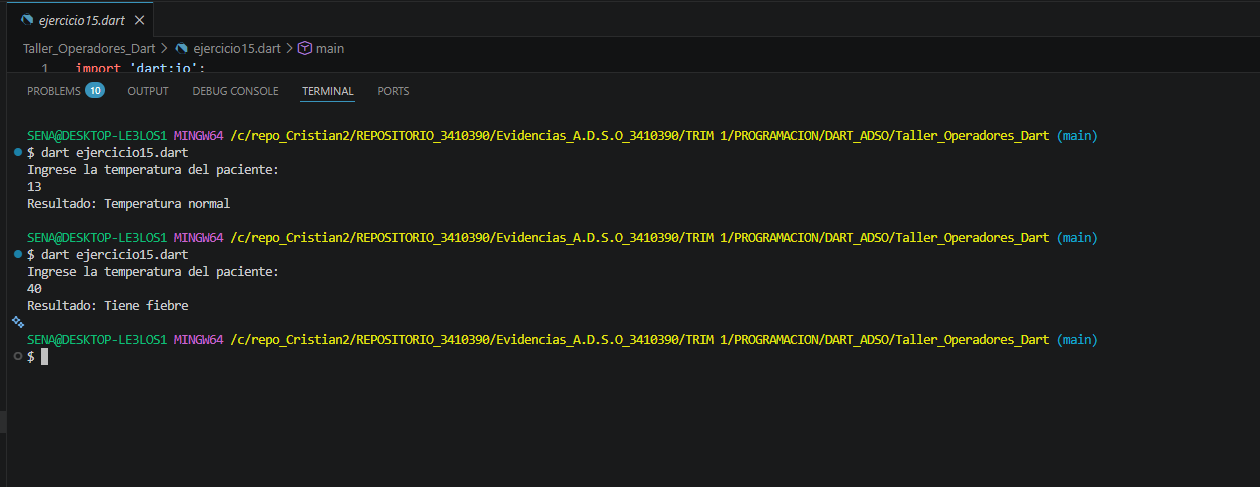 ejercicio15.dart
Taller_Operadores_Dart > ejercicio15.dart > main
1 import 'dart:io';
PROBLEMS 10 OUTPUT DEBUG CONSOLE TERMINAL PORTS
SENA@DESKTOP-LE3LOS1 MINGW64 /c/repo_Cristian2/REPOSITORIO_3410390/Evidencias_A.D.S.O_3410390/TRIM 1/PROGRAMACION/DART_ADSO/Taller_Operadores_Dart (main)
$ dart ejercicio15.dart
Ingrese la temperatura del paciente:
13
Resultado: Temperatura normal
SENA@DESKTOP-LE3LOS1 MINGW64 /c/repo_Cristian2/REPOSITORIO_3410390/Evidencias_A.D.S.O_3410390/TRIM 1/PROGRAMACION/DART_ADSO/Taller_Operadores_Dart (main)
$ dart ejercicio15.dart
Ingrese la temperatura del paciente:
40
Resultado: Tiene fiebre
SENA@DESKTOP-LE3LOS1 MINGW64 /c/repo_Cristian2/REPOSITORIO_3410390/Evidencias_A.D.S.O_3410390/TRIM 1/PROGRAMACION/DART_ADSO/Taller_Operadores_Dart (main)
$